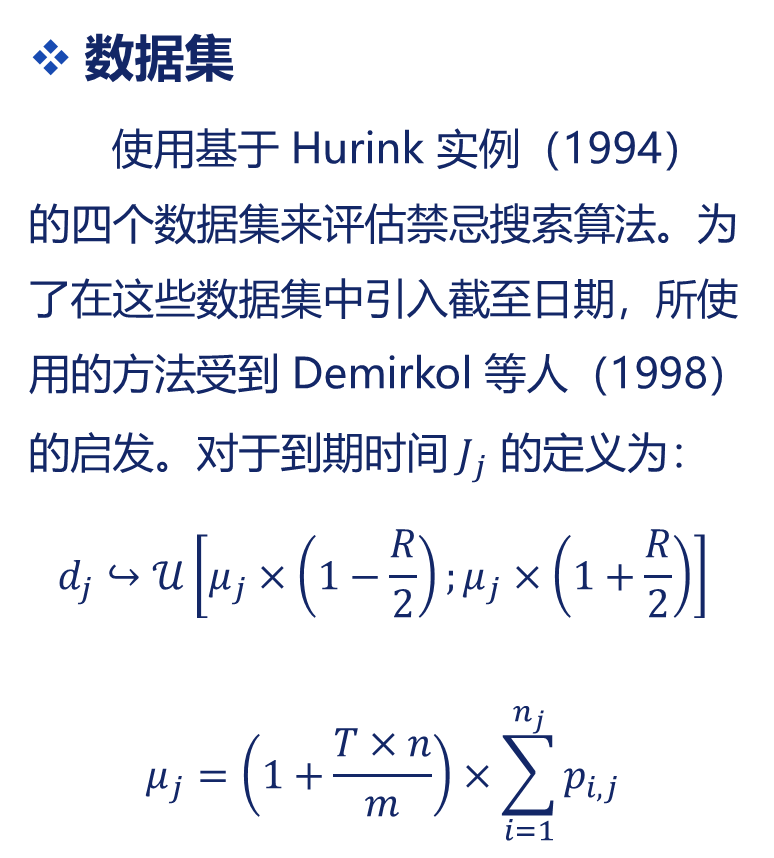 ❖ 数据集
使用基于 Hurink 实例（1994）
的四个数据集来评估禁忌搜索算法。为
了在这些数据集中引入截至日期，所使
用的方法受到 Demirkol 等人（1998）
的启发。对于到期时间 J_j 的定义为：
d_j ↪ 𝒰 [μ_j × (1 − R/2) ; μ_j × (1 + R/2)]
μ_j = (1 + (T × n)/m) × ∑_{i=1}^{n_j} p_{i,j}